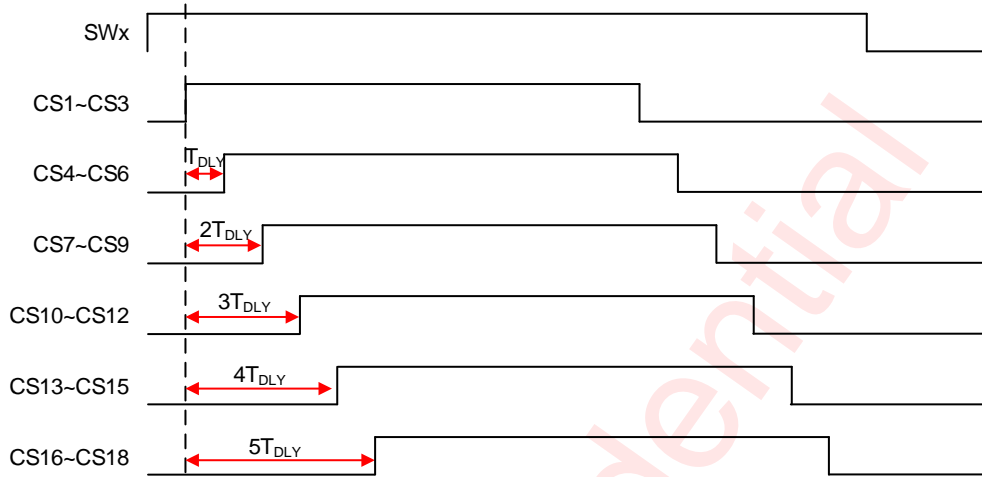 SWx
CS1~CS3
TDLY
CS4~CS6
2TDLY
CS7~CS9
3TDLY
CS10~CS12
4TDLY
CS13~CS15
5TDLY
CS16~CS18
dential